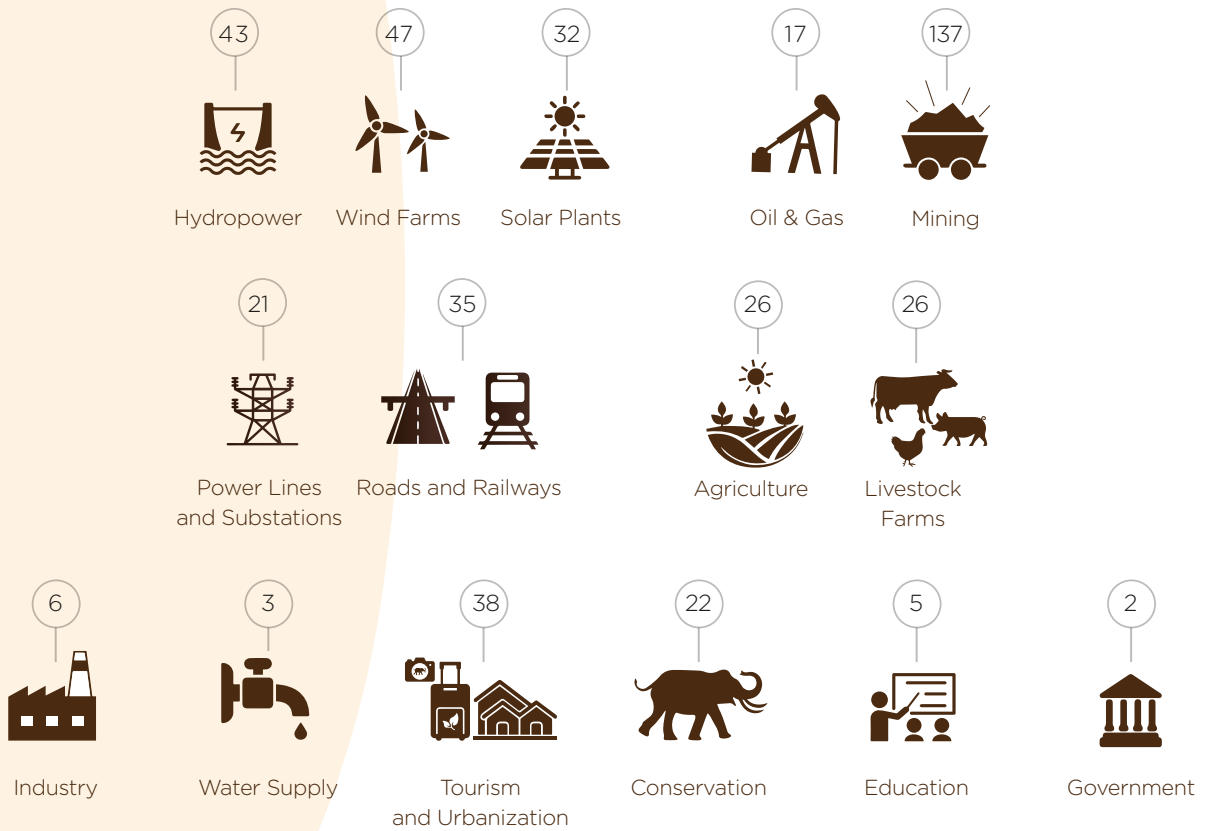 43
47
32
17
137
Hydropower
Wind Farms
Solar Plants
Oil & Gas
Mining
21
35
26
26
Power Lines
and Substations
Roads and Railways
Agriculture
Livestock
Farms
6
3
38
22
5
2
Industry
Water Supply
Tourism
and Urbanization
Conservation
Education
Government